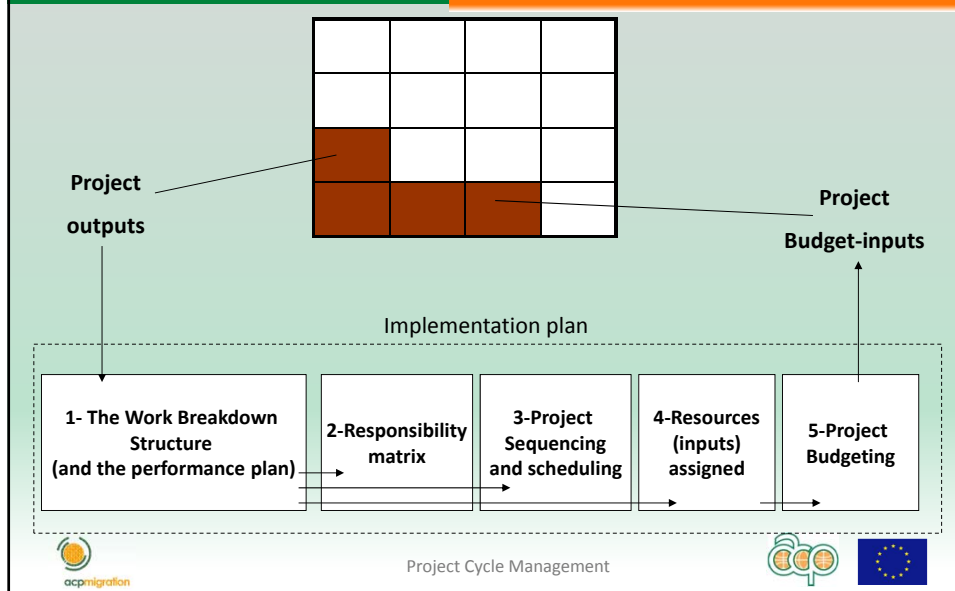 Project
outputs
Project
Budget-inputs
Implementation plan
1- The Work Breakdown
Structure
(and the performance plan)
2-Responsibility
matrix
3-Project
Sequencing
and scheduling
4-Resources
(inputs)
assigned
5-Project
Budgeting
acpmigration
Project Cycle Management
acp